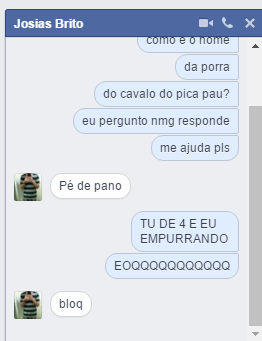 Josias Brito
como é o nome
da porra
do cavalo do pica pau?
eu pergunto nmg responde
me ajuda pls
Pé de pano
TU DE 4 E EU
EMPURRANDO
EOQQQQQQQQQQQ
bloq